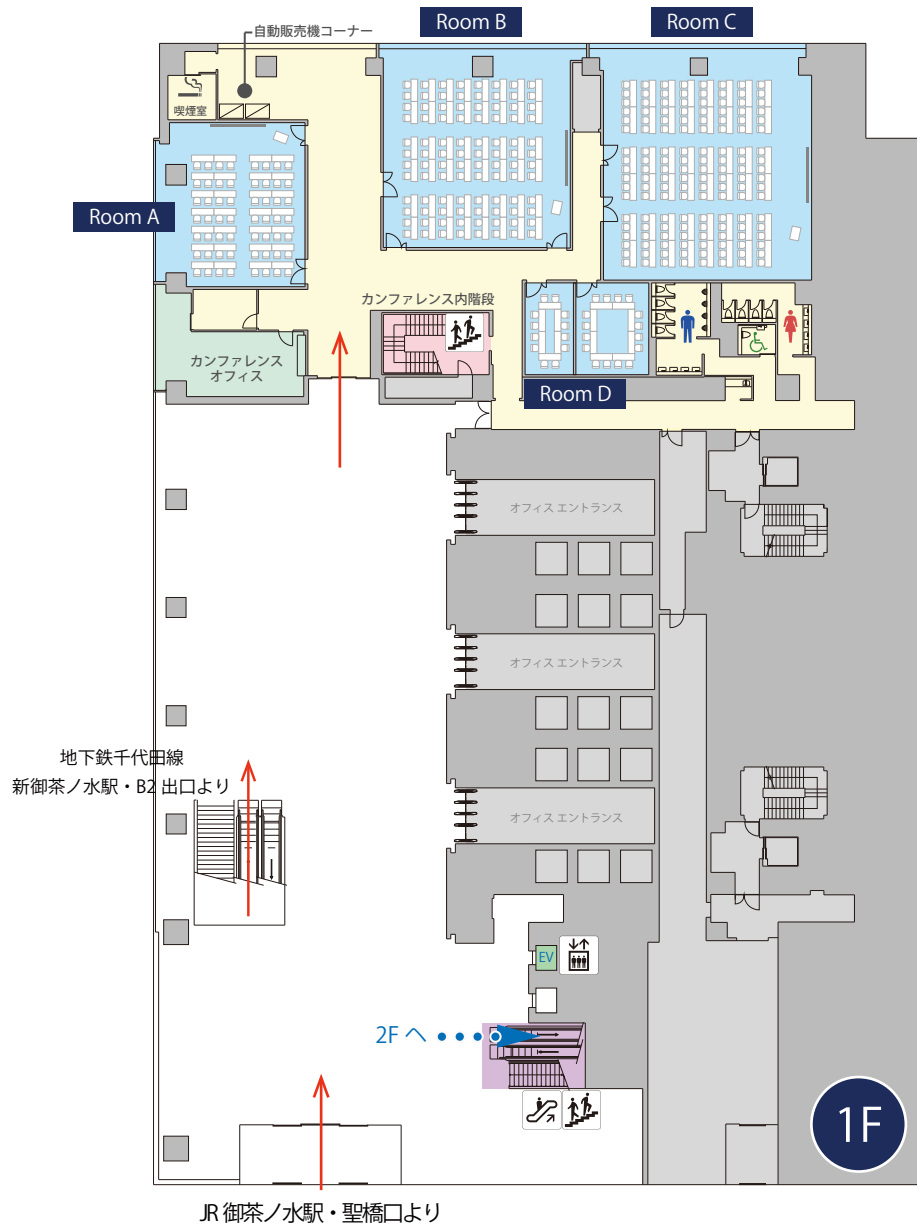 Room B
Room C
自動販売機コーナー
喫煙室
Room A
カンファレンス内階段
カンファレンス
オフィス
Room D
オフィス エントランス
オフィス エントランス
地下鉄千代田線
新御茶ノ水駅・B2 出口より
オフィス エントランス
EV
2F へ
1F
JR 御茶ノ水駅・聖橋口より